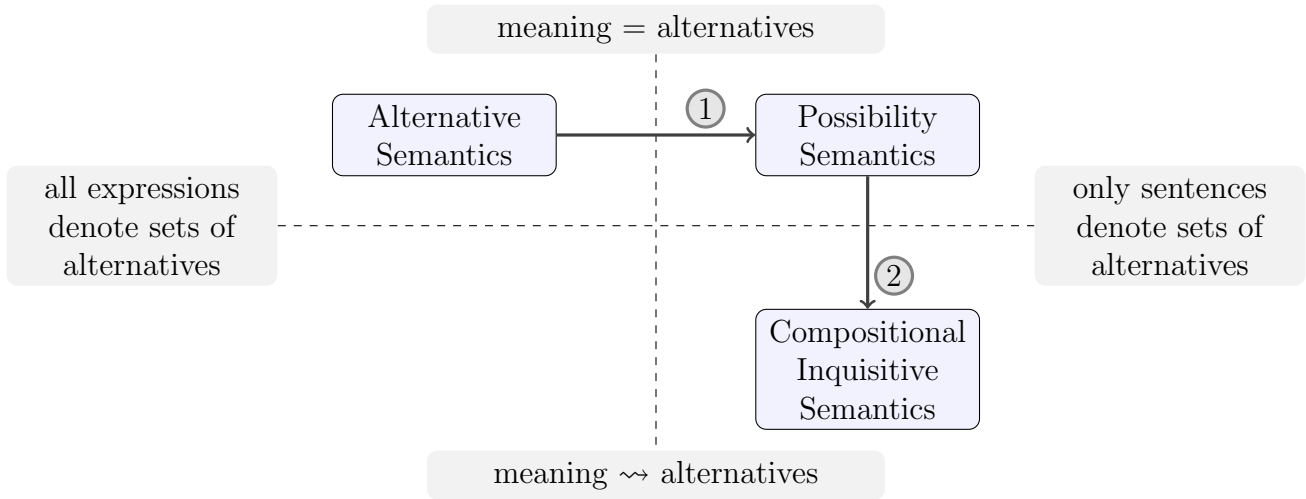 meaning = alternatives
1
Alternative
Semantics
Possibility
Semantics
all expressions
denote sets of
alternatives
only sentences
denote sets of
alternatives
2
Compositional
Inquisitive
Semantics
meaning ⇝ alternatives